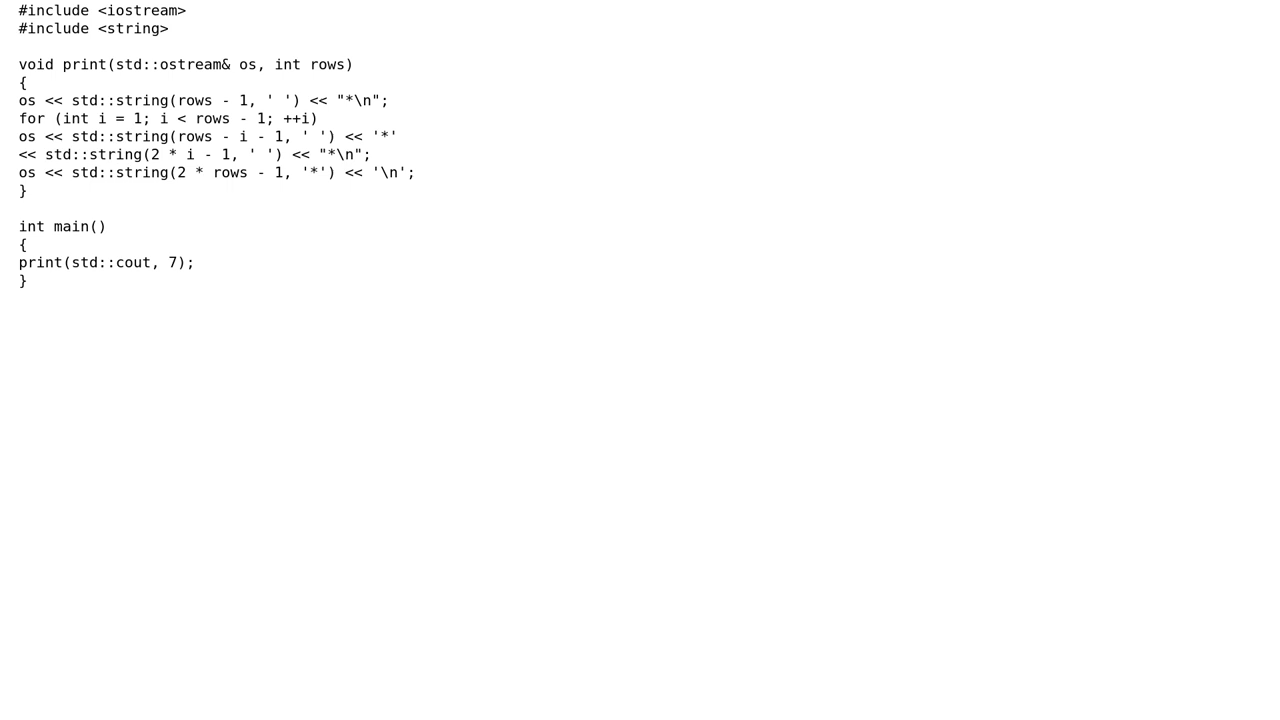 #include <iostream>
#include <string>

void print(std::ostream& os, int rows)
{
os << std::string(rows - 1, ' ') << "*\n";
for (int i = 1; i < rows - 1; ++i)
os << std::string(rows - i - 1, ' ') << '*'
<< std::string(2 * i - 1, ' ') << "*\n";
os << std::string(2 * rows - 1, '*') << '\n';
}

int main()
{
print(std::cout, 7);
}